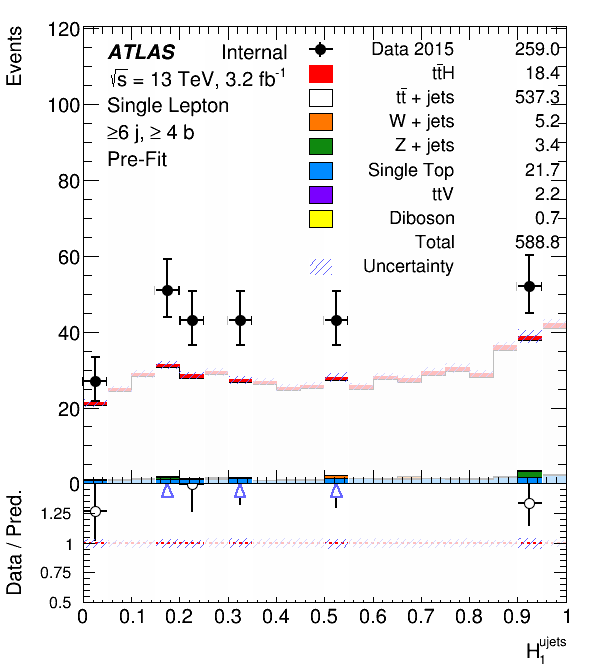 Events
120
100
80
60
40
20
0
ATLAS Internal
√s = 13 TeV, 3.2 fb⁻¹
Single Lepton
≥6 j, ≥ 4 b
Pre-Fit
Data 2015 259.0
tt̄H 18.4
tt̄ + jets 537.3
W + jets 5.2
Z + jets 3.4
Single Top 21.7
ttV 2.2
Diboson 0.7
Total 588.8
Uncertainty
Data / Pred.
1.25
1
0.75
0.5
0 0.1 0.2 0.3 0.4 0.5 0.6 0.7 0.8 0.9 1
H₁ᵘʲᵉᵗˢ